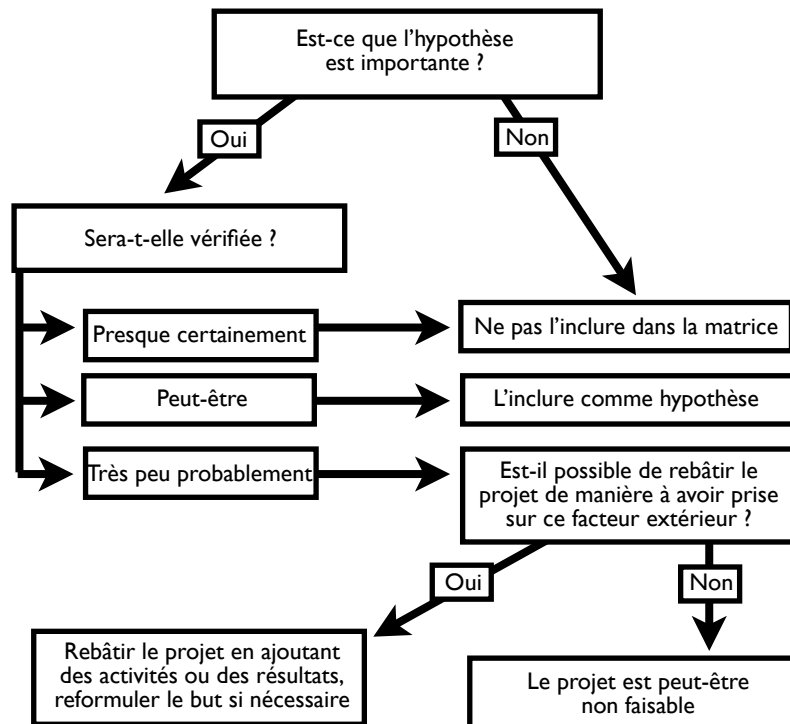 Est-ce que l'hypothèse
est importante ?
Oui
Non
Sera-t-elle vérifiée ?
Presque certainement
Ne pas l'inclure dans la matrice
Peut-être
L'inclure comme hypothèse
Très peu probablement
Est-il possible de rebâtir le
projet de manière à avoir prise
sur ce facteur extérieur ?
Oui
Non
Rebâtir le projet en ajoutant
des activités ou des résultats,
reformuler le but si nécessaire
Le projet est peut-être
non faisable